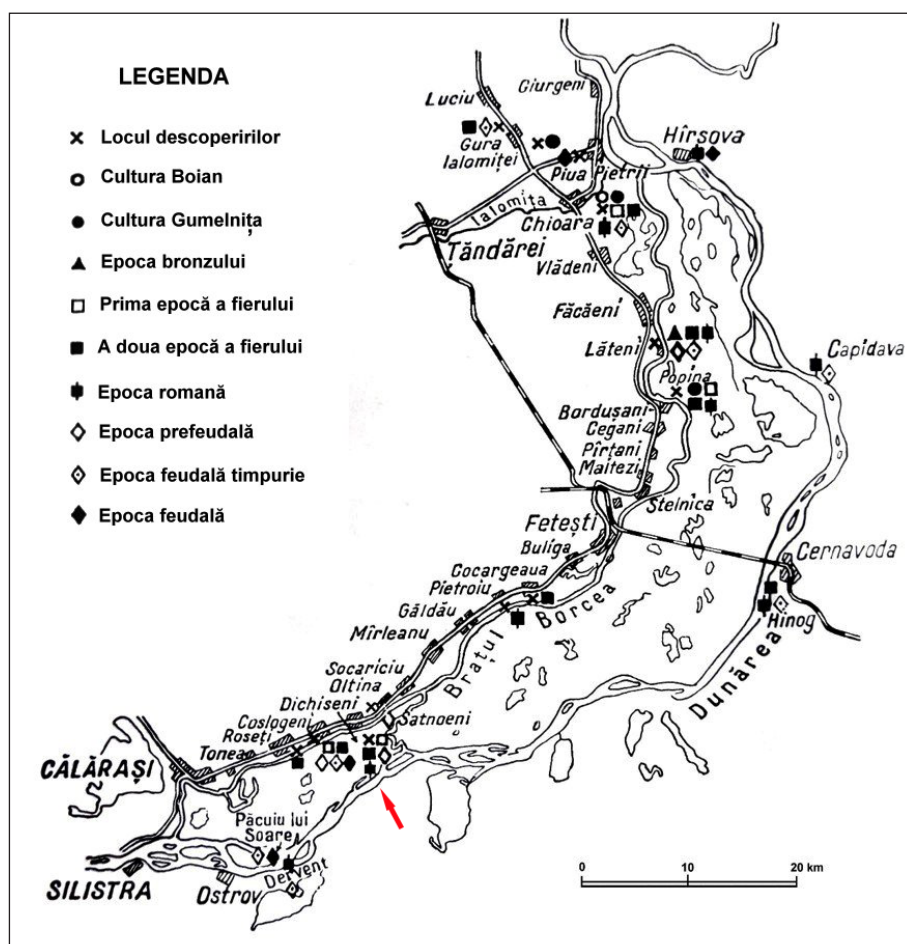 LEGENDA
Locul descoperirilor
Cultura Boian
Cultura Gumelnița
Epoca bronzului
Prima epocă a fierului
A doua epocă a fierului
Epoca romană
Epoca prefeudală
Epoca feudală timpurie
Epoca feudală
Giurgeni
Luciu
Gura
Ialomiței
Hîrsova
Piua Pietrii
Ialomița
Chioara
Țăndărei
Vlădeni
Făcăeni
Lăteni
Capidava
Popina
Bordușani-
Cegani
Pîrțani
Maltezi
Stelnica
Fetești
Buliga
Cernavoda
Cocargeaua
Pietroiu
Găldău
Mîrleanu
Hinog
Brațul Borcea
Dunărea
Socariciu
Oltina
Dichiseni
Satnoeni
Coslogeni
Roseți
Tonea
CĂLĂRAȘI
Păcuiu lui
Soare
Dervent
SILISTRA
Ostrov
0 10 20 km